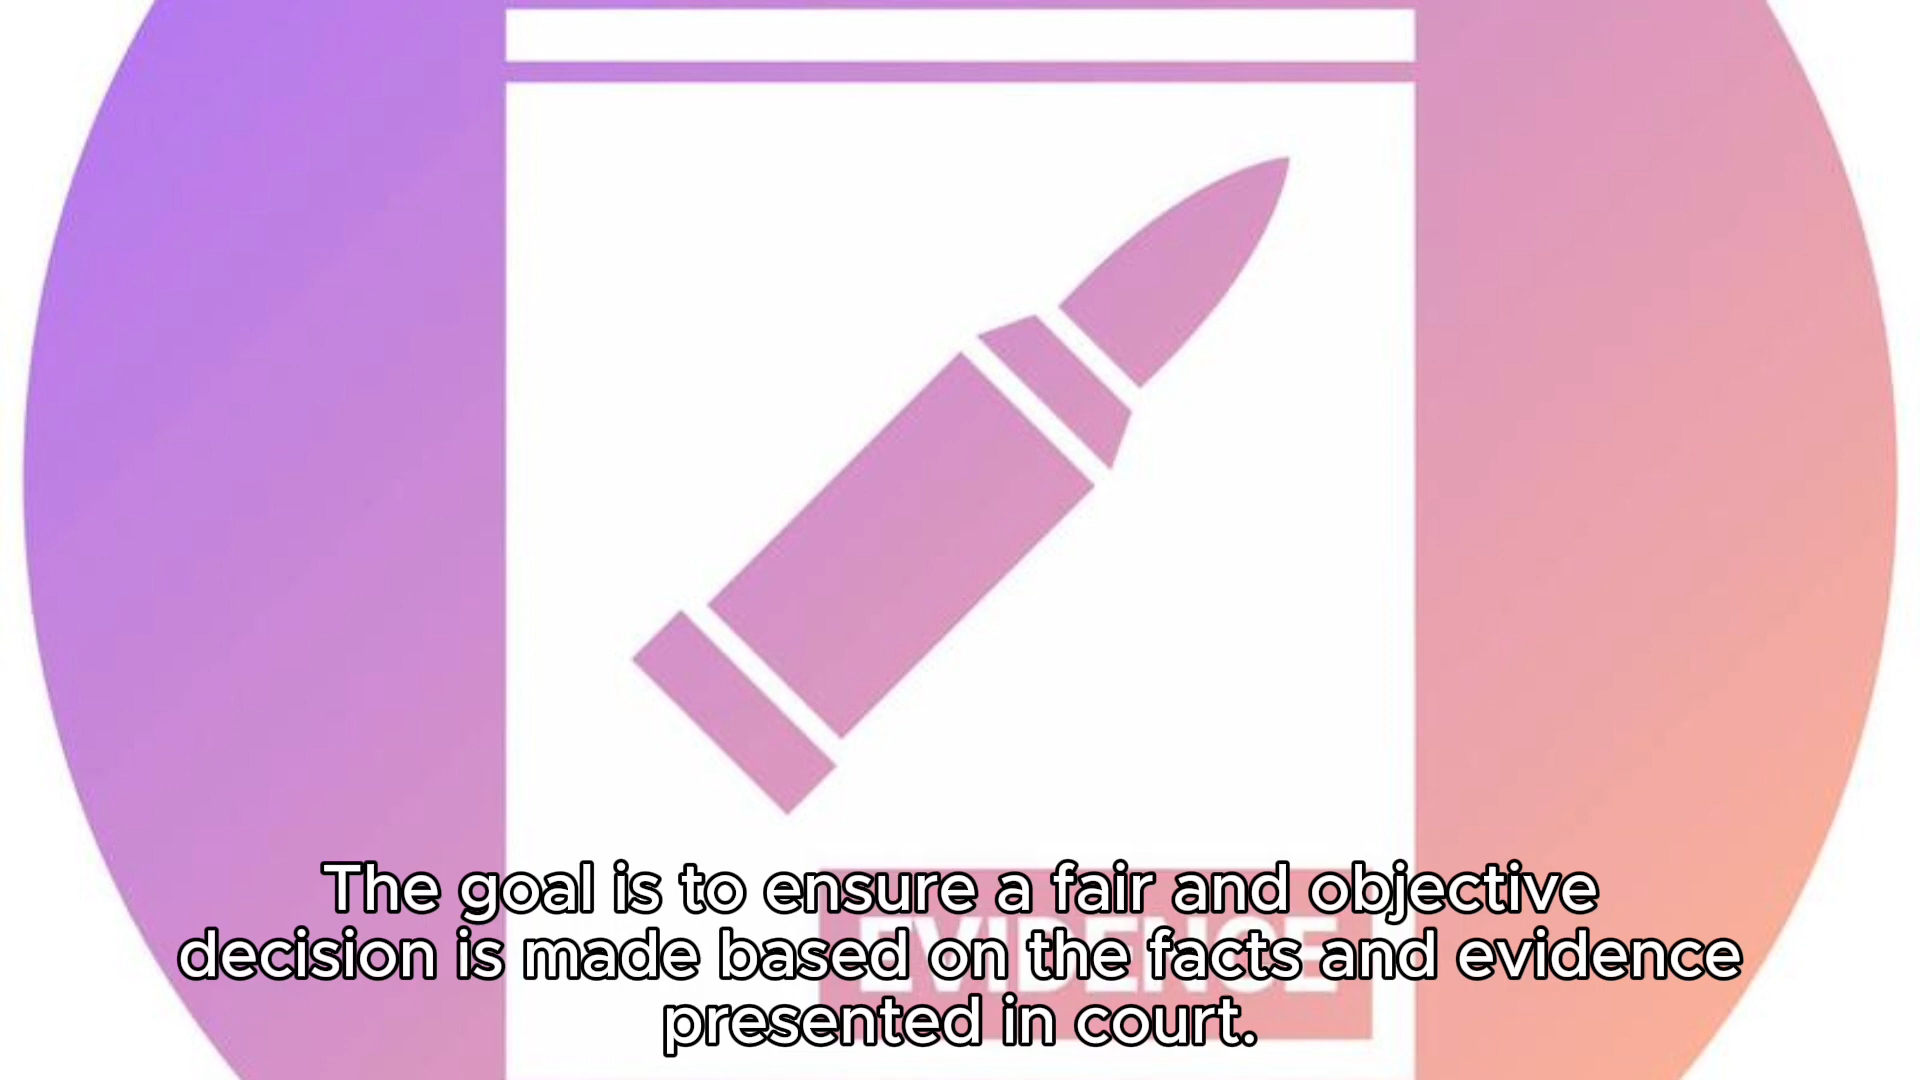 The goal is to ensure a fair and objective
decision is made based on the facts and evidence
presented in court.
EVIDENCE